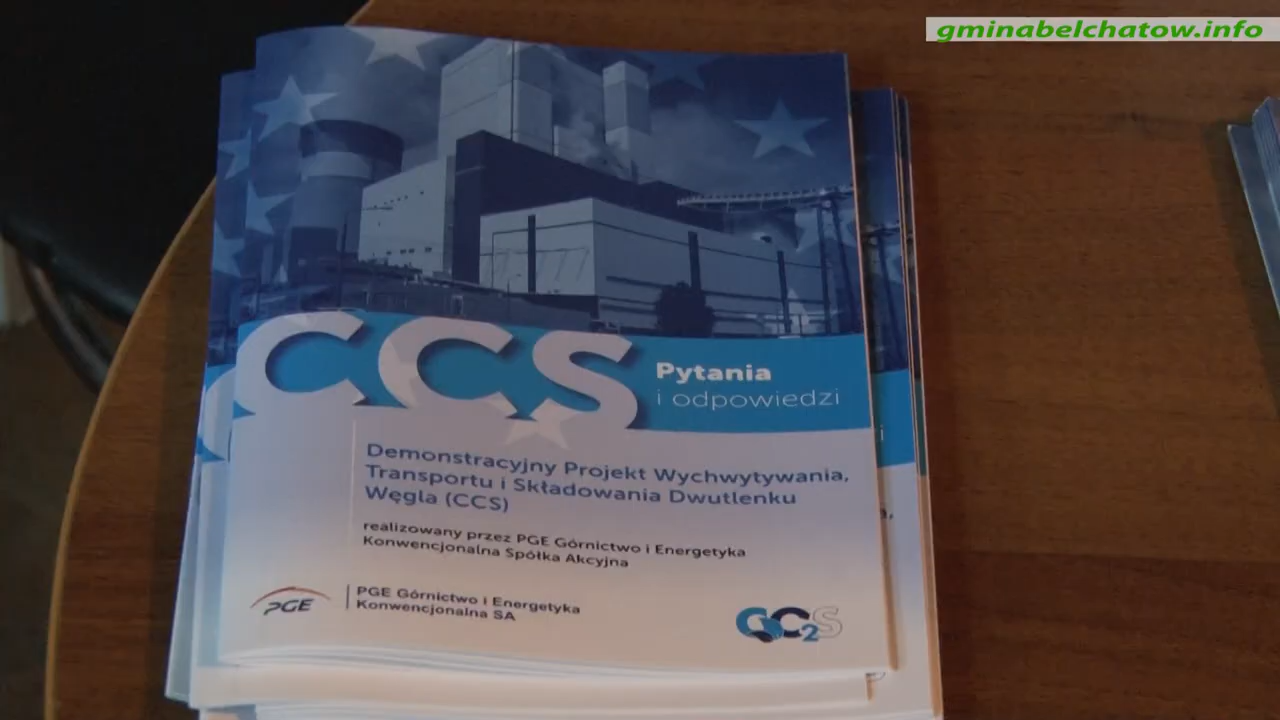 gminabelchatow.info
CCS
Pytania
i odpowiedzi
Demonstracyjny Projekt Wychwytywania,
Transportu i Składowania Dwutlenku
Węgla (CCS)
realizowany przez PGE Górnictwo i Energetyka
Konwencjonalna Spółka Akcyjna
PGE
PGE Górnictwo i Energetyka
Konwencjonalna SA
CC2S